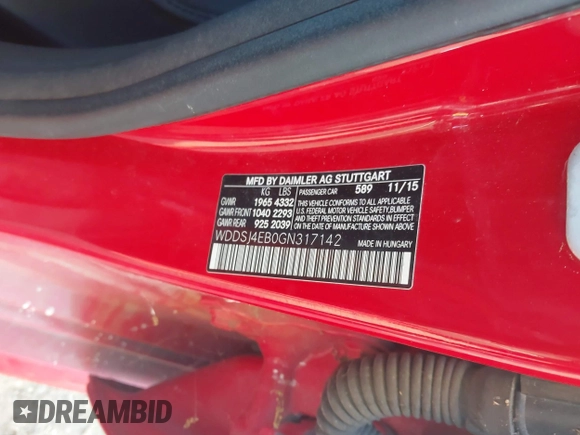 MFD BY DAIMLER AG STUTTGART
KG LBS PASSENGER CAR 589 11/15
GVWR 1965 4332
GAWR FRONT 1040 2293
GAWR REAR 925 2039
CONFORMS TO ALL APPLICABLE
U.S. FEDERAL MOTOR VEHICLE SAFETY, BUMPER
AND THEFT PREVENTION STANDARDS IN EFFECT
ON THE DATE OF MANUFACTURE SHOWN ABOVE.
WDDSJ4EB0GN317142 MADE IN HUNGARY
DREAMBID